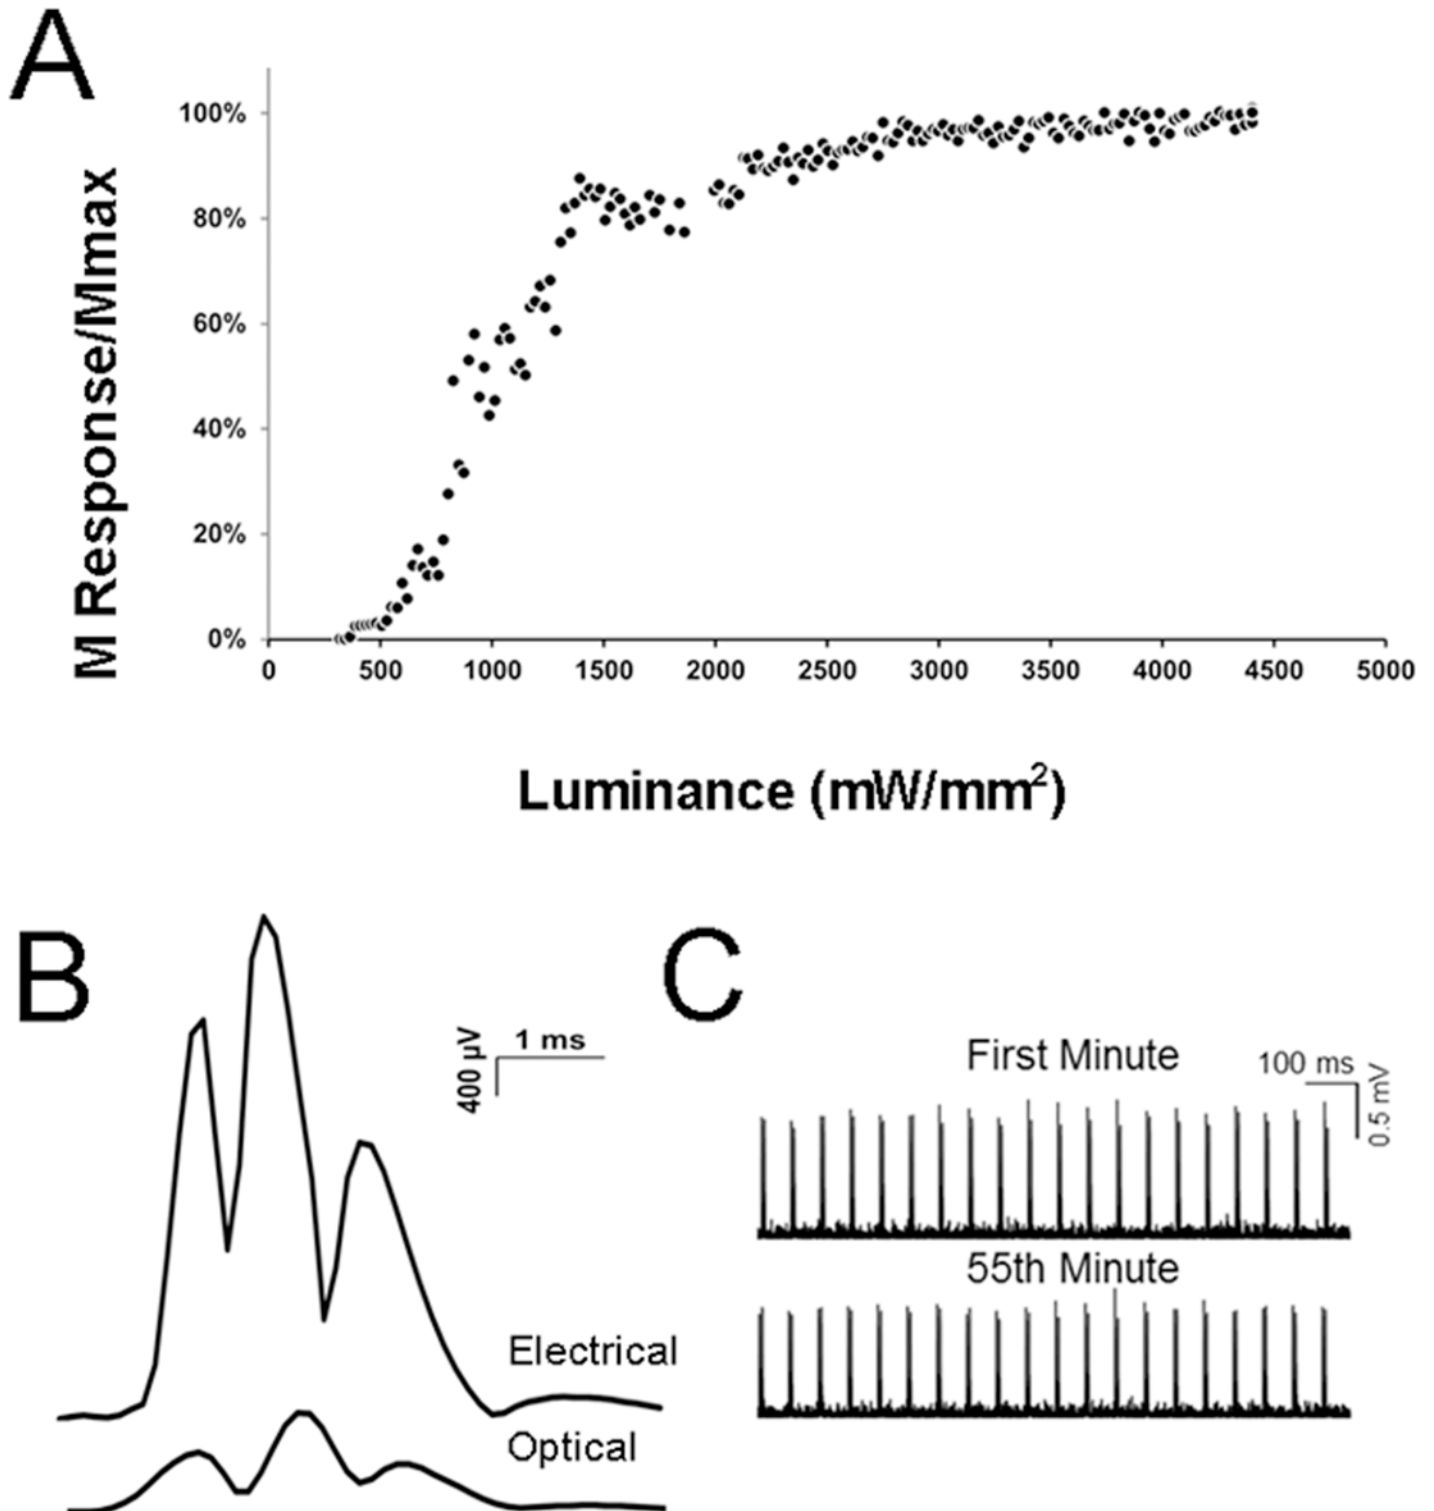 A
100%
80%
60%
40%
20%
0%
M Response/Mmax
0 500 1000 1500 2000 2500 3000 3500 4000 4500 5000
Luminance (mW/mm²)
B
400 µV
1 ms
Electrical
Optical
C
First Minute
100 ms
0.5 mV
55th Minute